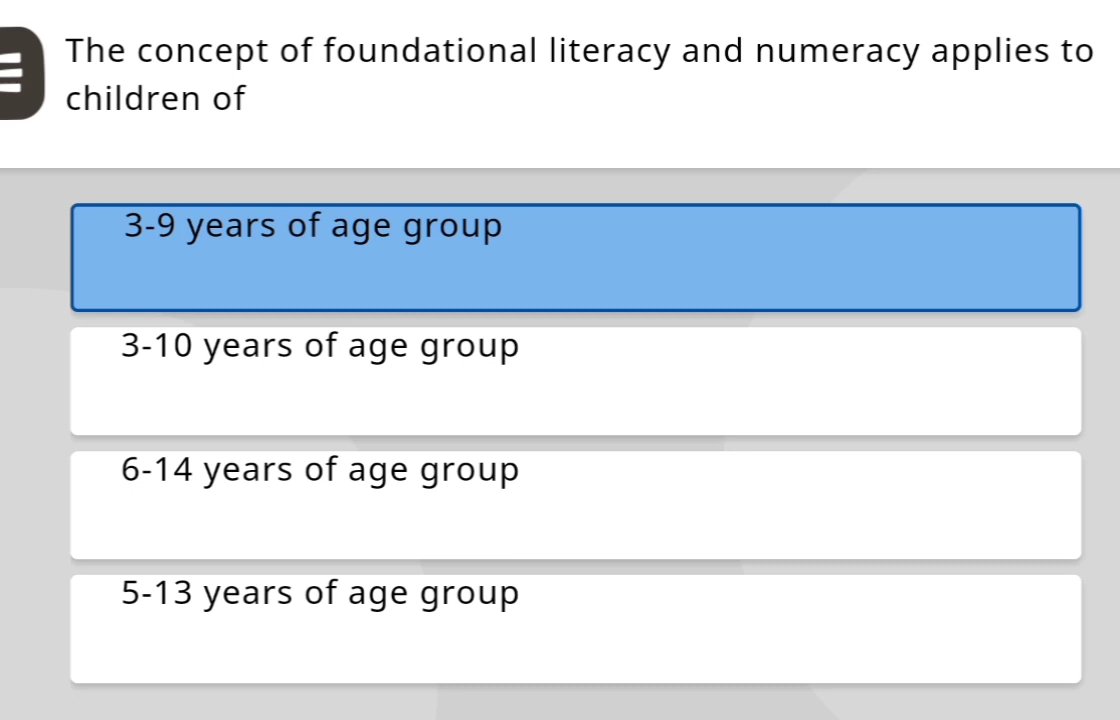 The concept of foundational literacy and numeracy applies to
children of
3-9 years of age group
3-10 years of age group
6-14 years of age group
5-13 years of age group